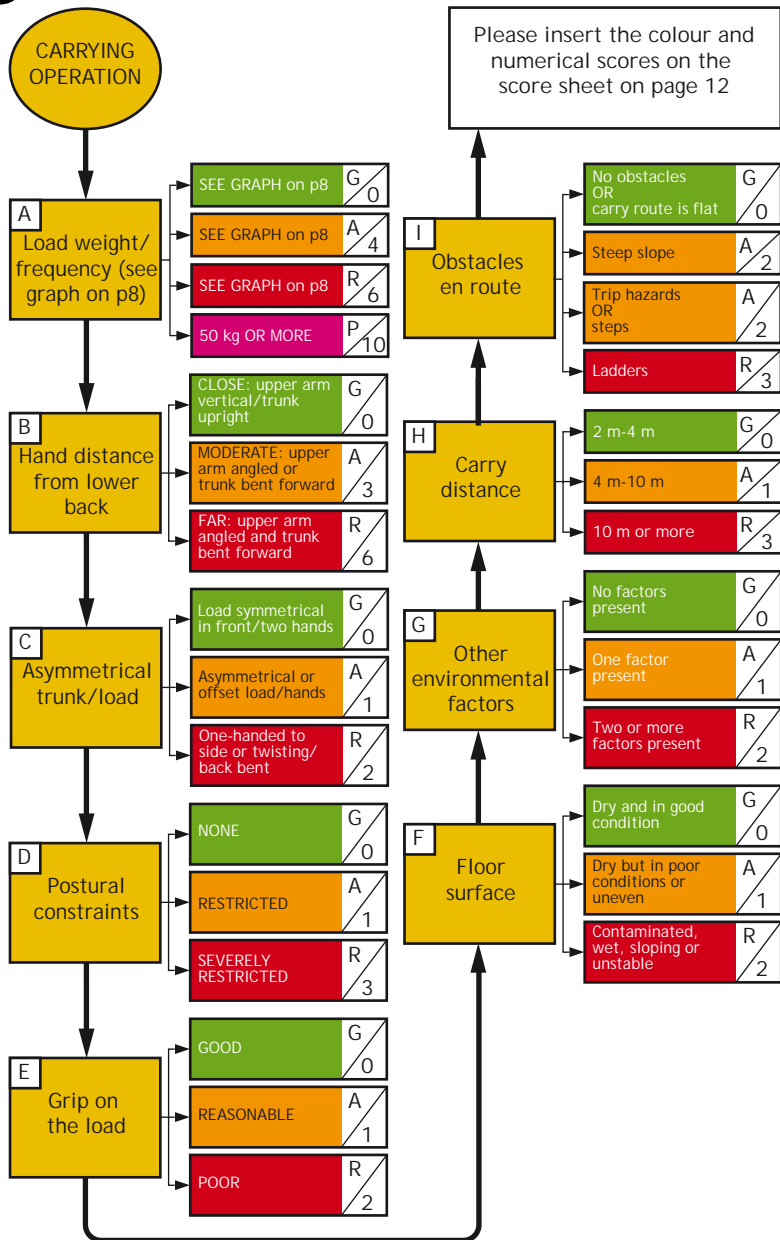 CARRYING
OPERATION
A
Load weight/
frequency (see
graph on p8)
SEE GRAPH on p8
G
0
SEE GRAPH on p8
A
4
SEE GRAPH on p8
R
6
50 kg OR MORE
P
10
B
Hand distance
from lower
back
CLOSE: upper arm
vertical/trunk
upright
G
0
MODERATE: upper
arm angled or
trunk bent forward
A
3
FAR: upper arm
angled and trunk
bent forward
R
6
C
Asymmetrical
trunk/load
Load symmetrical
in front/two hands
G
0
Asymmetrical or
offset load/hands
A
1
One-handed to
side or twisting/
back bent
R
2
D
Postural
constraints
NONE
G
0
RESTRICTED
A
1
SEVERELY
RESTRICTED
R
3
E
Grip on
the load
GOOD
G
0
REASONABLE
A
1
POOR
R
2
F
Floor
surface
Dry and in good
condition
G
0
Dry but in poor
conditions or
uneven
A
1
Contaminated,
wet, sloping or
unstable
R
2
G
Other
environmental
factors
No factors
present
G
0
One factor
present
A
1
Two or more
factors present
R
2
H
Carry
distance
2 m-4 m
G
0
4 m-10 m
A
1
10 m or more
R
3
I
Obstacles
en route
No obstacles
OR
carry route is flat
G
0
Steep slope
A
2
Trip hazards
OR
steps
A
2
Ladders
R
3
Please insert the colour and
numerical scores on the
score sheet on page 12